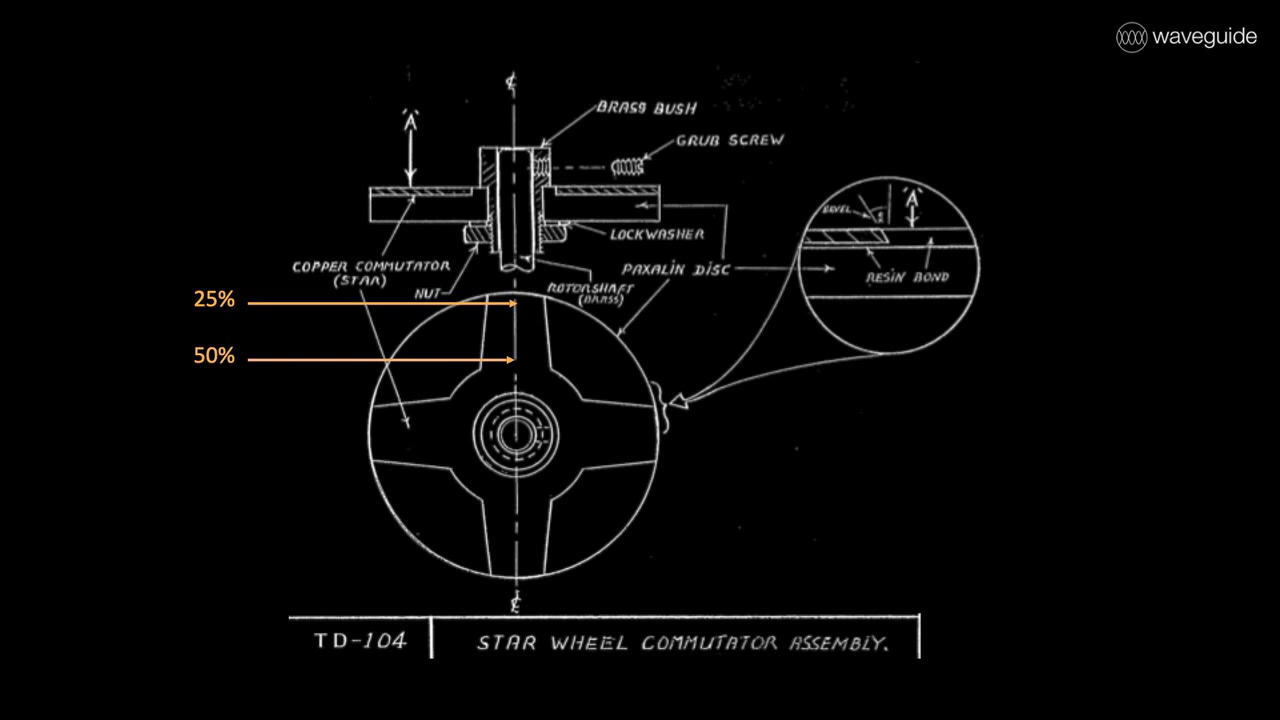 waveguide
℄
BRASS BUSH
'A'
GRUB SCREW
BEVEL
'A'
LOCKWASHER
COPPER COMMUTATOR
(STAR)
PAXALIN DISC
RESIN BOND
NUT
ROTORSHAFT
(BRASS)
25%
50%
℄
TD-104
STAR WHEEL COMMUTATOR ASSEMBLY.